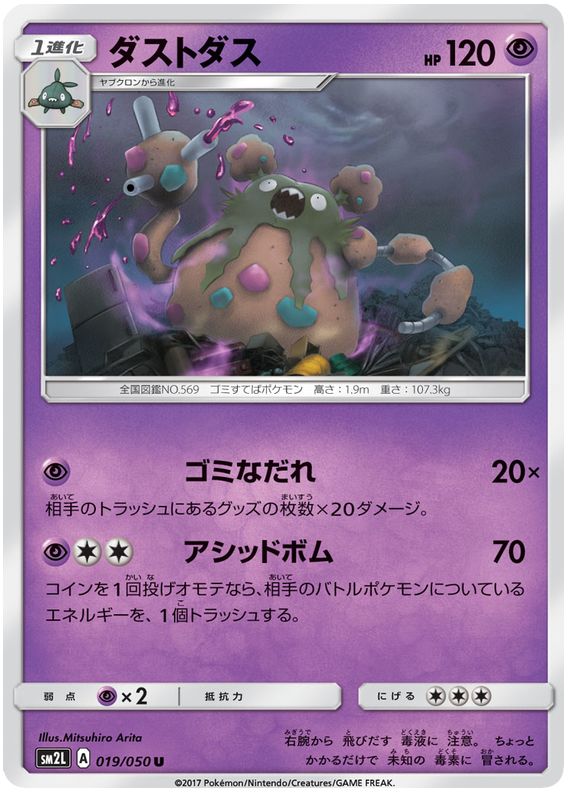 1進化 ダストダス HP 120
ヤブクロンから進化
全国図鑑NO.569 ゴミすてばポケモン 高さ:1.9m 重さ:107.3kg
ゴミなだれ 20×
相手のトラッシュにあるグッズの枚数×20ダメージ。
アシッドボム 70
コインを1回投げオモテなら、相手のバトルポケモンについている
エネルギーを、1個トラッシュする。
弱点 ×2 抵抗力 にげる
Illus.Mitsuhiro Arita
SM2L A 019/050 U
右腕から 飛びだす 毒液に 注意。 ちょっと
かかるだけで 未知の 毒素に 冒される。
©2017 Pokémon/Nintendo/Creatures/GAME FREAK.